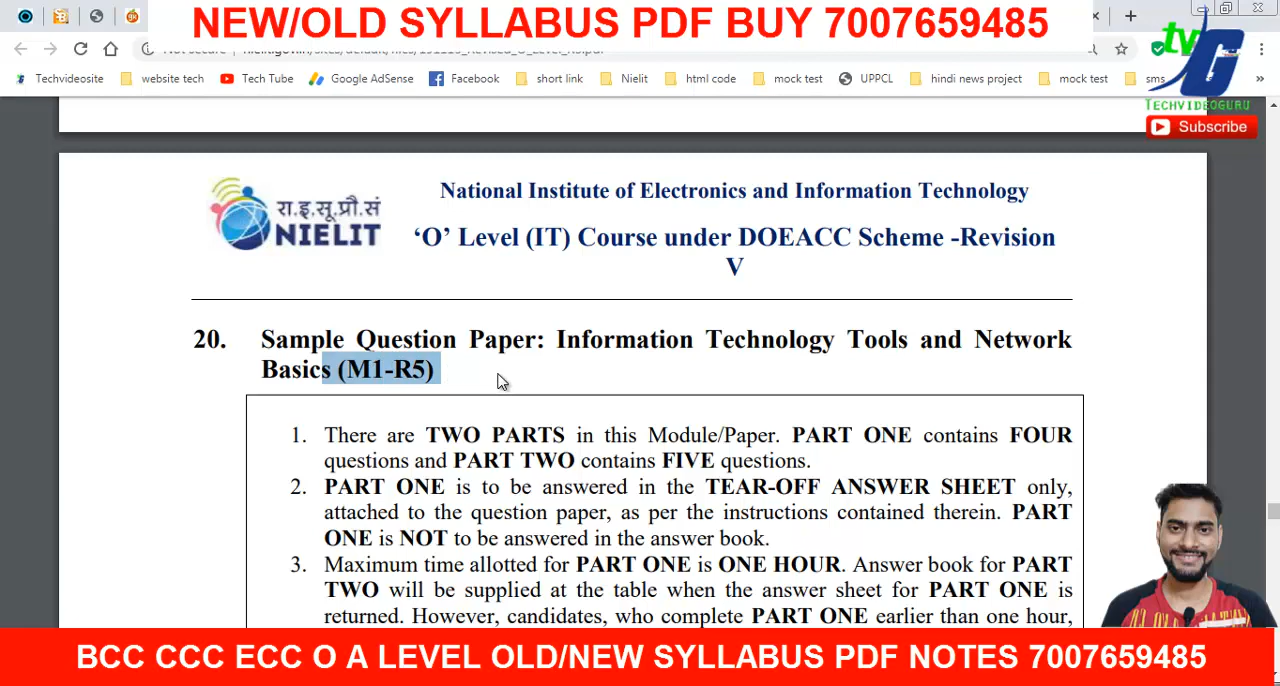 NEW/OLD SYLLABUS PDF BUY 7007659485
Techvideosite website tech Tech Tube Google AdSense Facebook short link Nielit html code mock test UPPCL hindi news project mock test sms
tvG
TECHVIDEOGURU
Subscribe
रा.इ.सू.प्रौ.सं
NIELIT
National Institute of Electronics and Information Technology
‘O’ Level (IT) Course under DOEACC Scheme -Revision
V
20. Sample Question Paper: Information Technology Tools and Network
Basics (M1-R5)
1. There are TWO PARTS in this Module/Paper. PART ONE contains FOUR
questions and PART TWO contains FIVE questions.
2. PART ONE is to be answered in the TEAR-OFF ANSWER SHEET only,
attached to the question paper, as per the instructions contained therein. PART
ONE is NOT to be answered in the answer book.
3. Maximum time allotted for PART ONE is ONE HOUR. Answer book for PART
TWO will be supplied at the table when the answer sheet for PART ONE is
returned. However, candidates, who complete PART ONE earlier than one hour,
BCC CCC ECC O A LEVEL OLD/NEW SYLLABUS PDF NOTES 7007659485